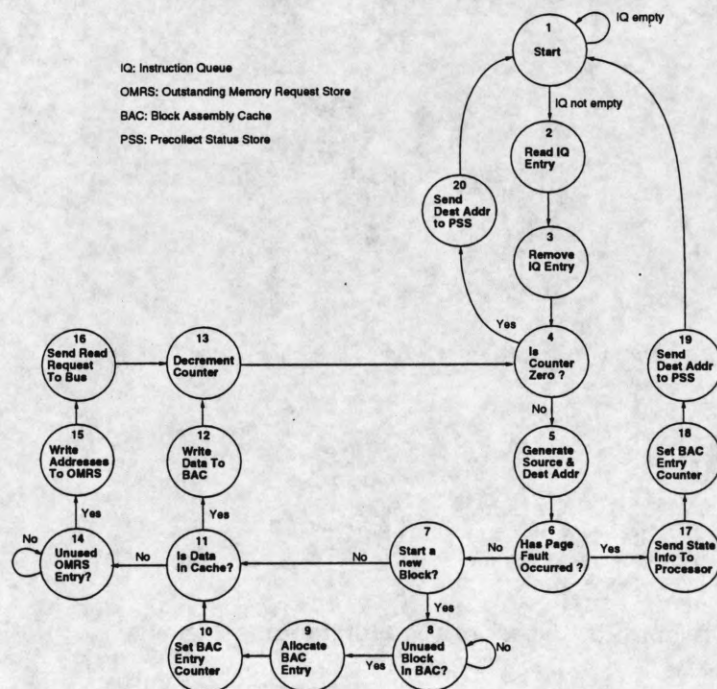 1
Start
IQ empty
IQ: Instruction Queue
OMRS: Outstanding Memory Request Store
BAC: Block Assembly Cache
PSS: Precollect Status Store
IQ not empty
2
Read IQ
Entry
20
Send
Dest Addr
to PSS
3
Remove
IQ Entry
Yes
4
Is
Counter
Zero ?
No
16
Send Read
Request
To Bus
13
Decrement
Counter
19
Send
Dest Addr
to PSS
15
Write
Addresses
To OMRS
12
Write
Data To
BAC
5
Generate
Source &
Dest Addr
18
Set BAC
Entry
Counter
Yes
Yes
No
14
Unused
OMRS
Entry?
No
11
Is Data
In Cache?
No
7
Start a
new
Block?
No
6
Has Page
Fault
Occurred ?
Yes
17
Send State
Info To
Processor
Yes
10
Set BAC
Entry
Counter
9
Allocate
BAC
Entry
Yes
8
Unused
Block
In BAC?
No